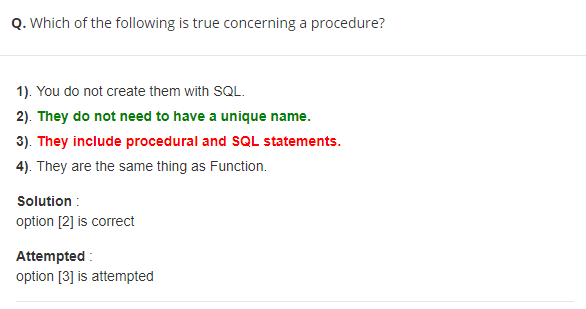 Q. Which of the following is true concerning a procedure?
1). You do not create them with SQL.
2). They do not need to have a unique name.
3). They include procedural and SQL statements.
4). They are the same thing as Function.
Solution :
option [2] is correct
Attempted :
option [3] is attempted